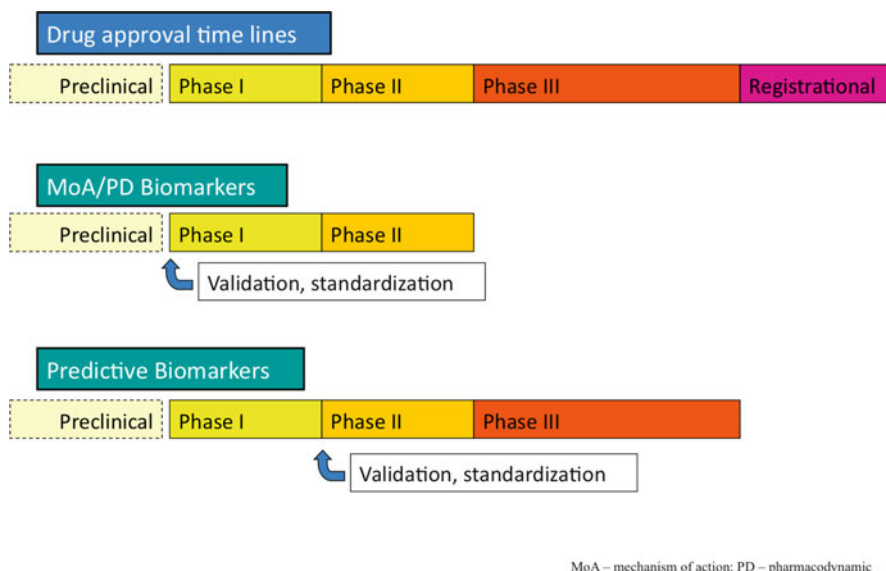 Drug approval time lines
Preclinical Phase I Phase II Phase III Registrational
MoA/PD Biomarkers
Preclinical Phase I Phase II
Validation, standardization
Predictive Biomarkers
Preclinical Phase I Phase II Phase III
Validation, standardization
MoA – mechanism of action; PD – pharmacodynamic